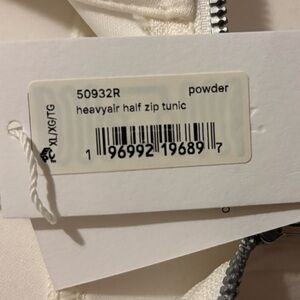 50932R powder
heavyair half zip tunic
XL/XG/TG
1 96992 19689 7